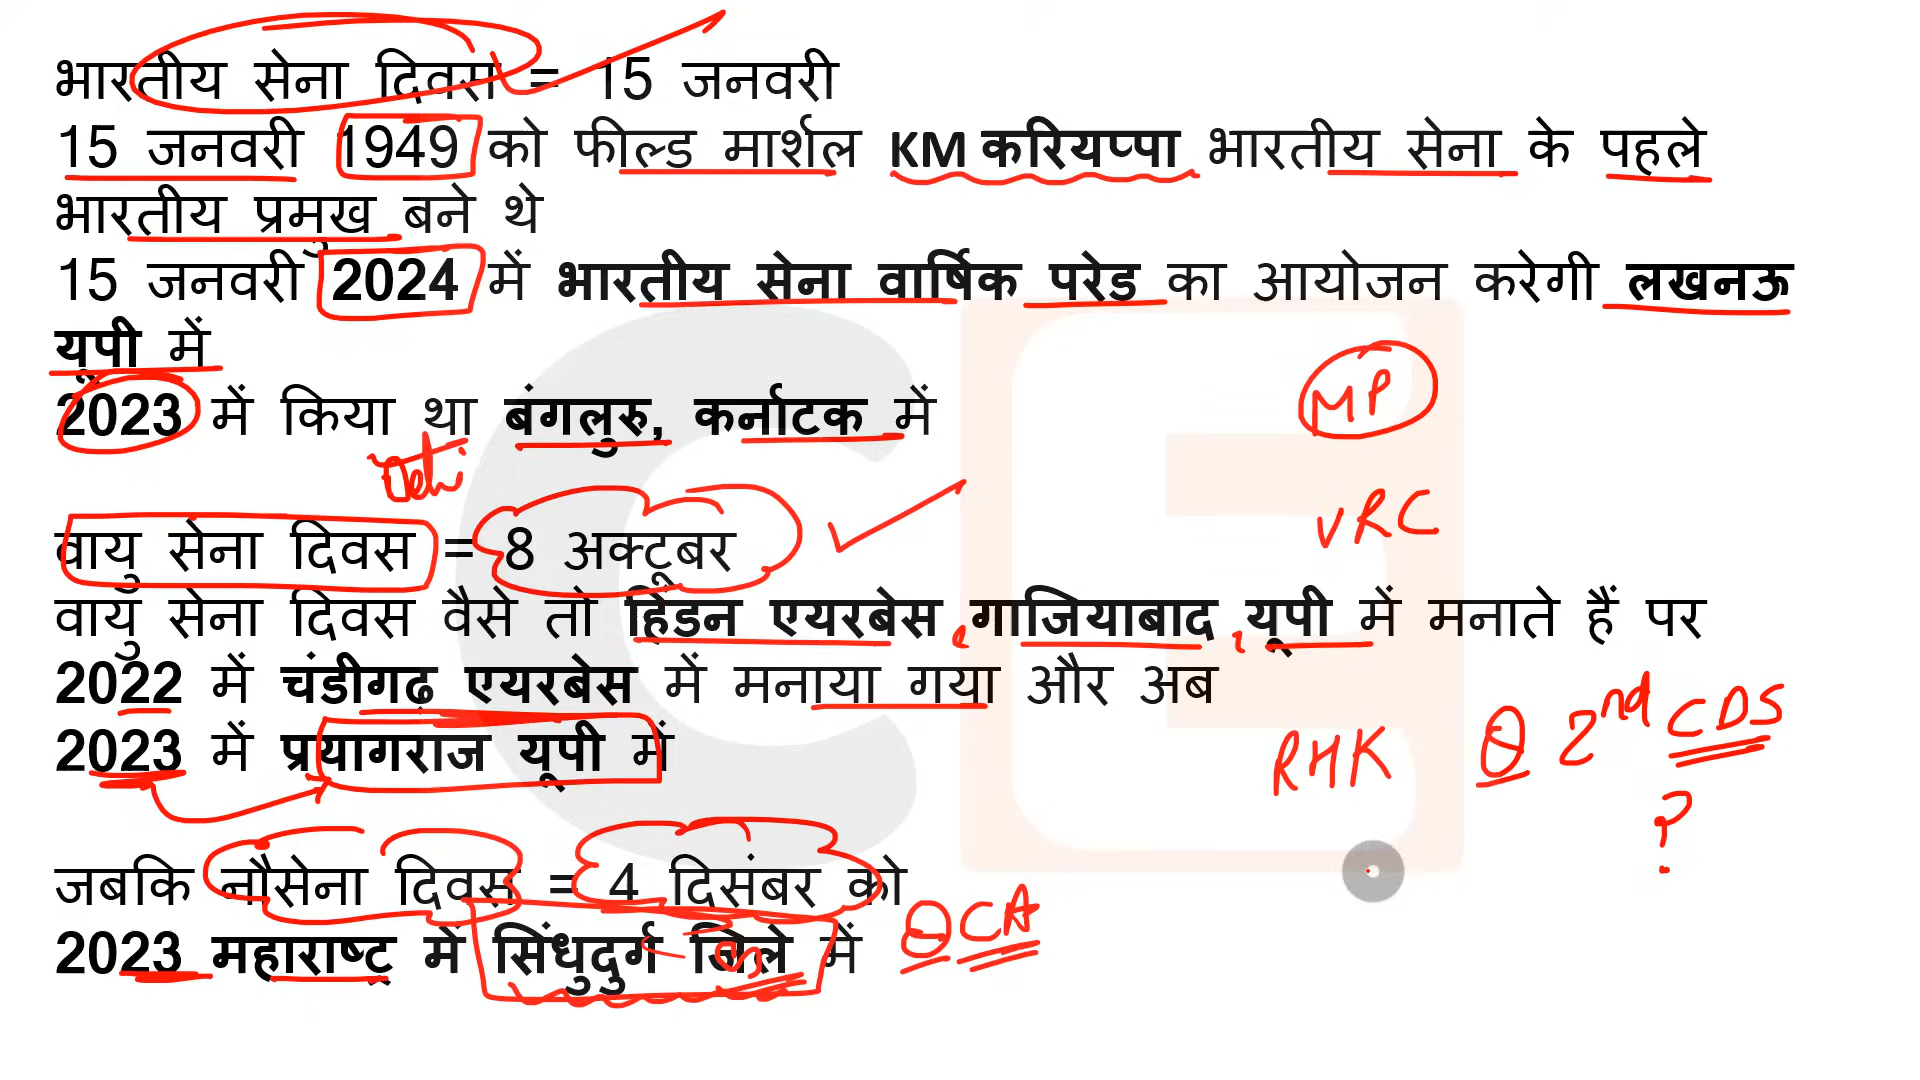 भारतीय सेना दिवस = 15 जनवरी
15 जनवरी 1949 को फील्ड मार्शल KM करियप्पा भारतीय सेना के पहले
भारतीय प्रमुख बने थे
15 जनवरी 2024 में भारतीय सेना वार्षिक परेड का आयोजन करेगी लखनऊ
यूपी में
2023 में किया था बंगलुरु, कर्नाटक में
MP
Delhi
VRC
वायु सेना दिवस = 8 अक्टूबर
वायु सेना दिवस वैसे तो हिंडन एयरबेस गाजियाबाद यूपी में मनाते हैं पर
2022 में चंडीगढ़ एयरबेस में मनाया गया और अब
2023 में प्रयागराज यूपी में
RHK
2nd CDS
?
जबकि नौसेना दिवस = 4 दिसंबर को
2023 महाराष्ट्र में सिंधुदुर्ग जिले में
CA